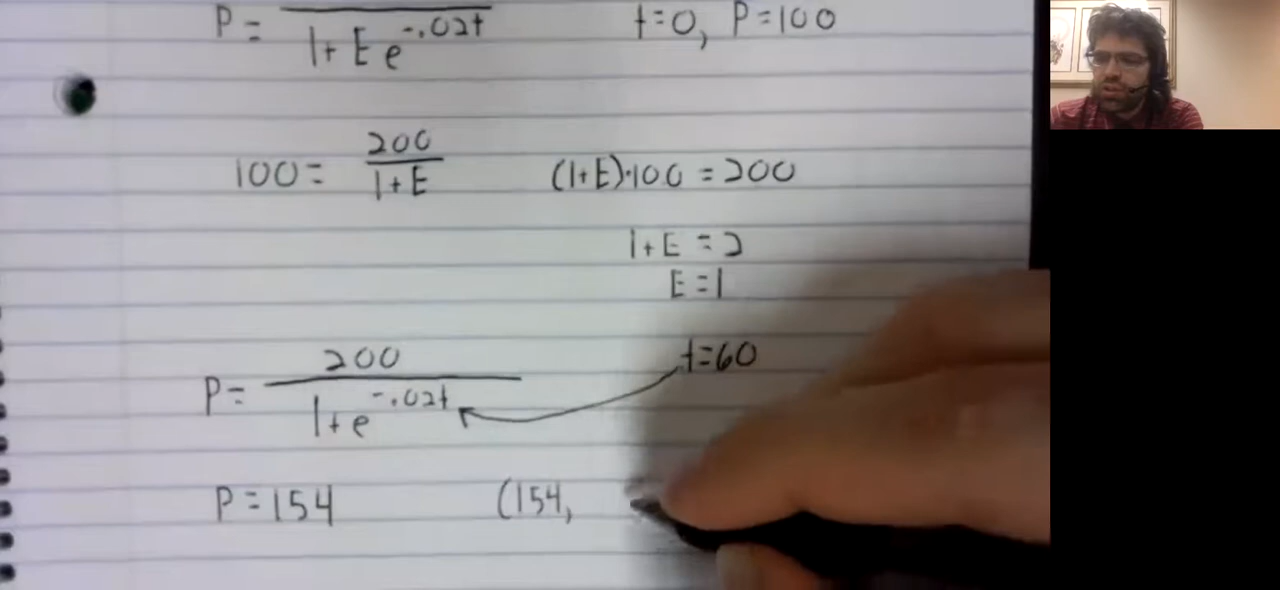 P = ――― / 1 + E e^{-.02t}    t=0, P=100
100 = 200 / 1+E    (1+E)·100 = 200
1+E = 2
E = 1
P = 200 / 1+e^{-.02t}    t=60
P = 154    (154,